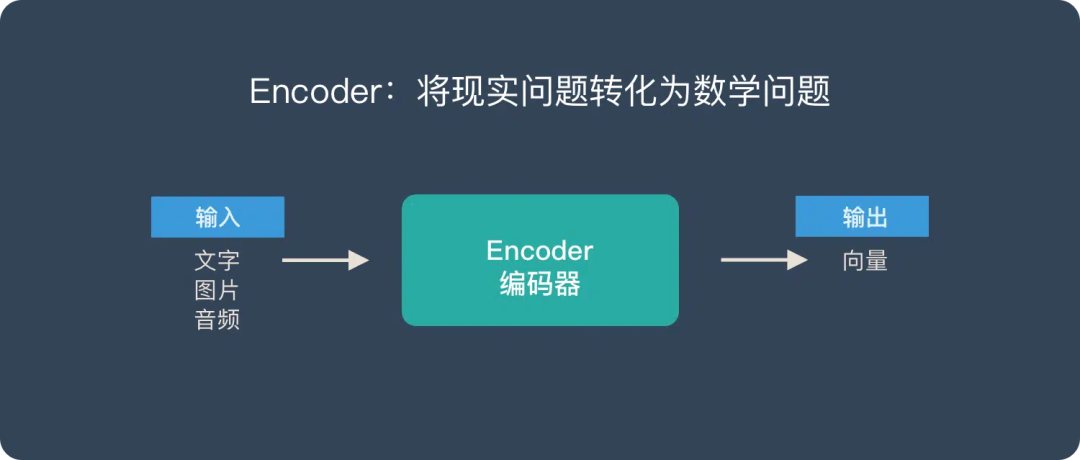 Encoder：将现实问题转化为数学问题
输入
文字
图片
音频
Encoder
编码器
输出
向量